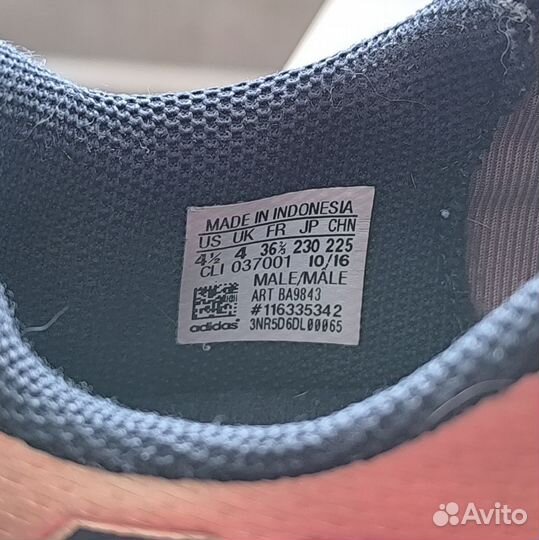 MADE IN INDONESIA
US UK FR JP CHN
4½ 4 36⅔ 230 225
CLI 037001 10/16
MALE/MÂLE
ART BA9843
#116335342
adidas® 3NR5D6DL00065
Avito